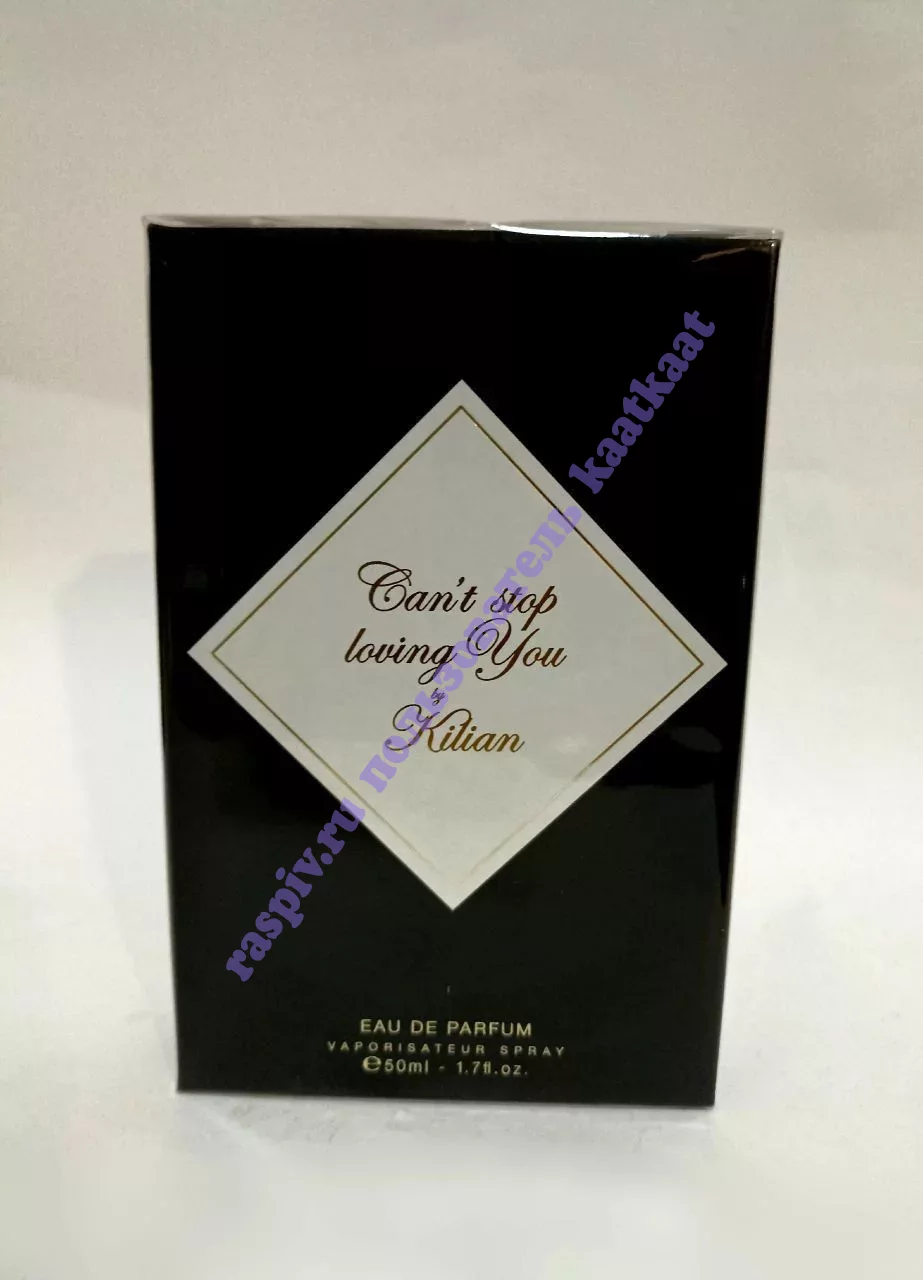 Can't stop
loving You
by
Kilian
EAU DE PARFUM
VAPORISATEUR SPRAY
℮50ml - 1.7fl.oz.
raspiv.ru пользователь kaatkaat